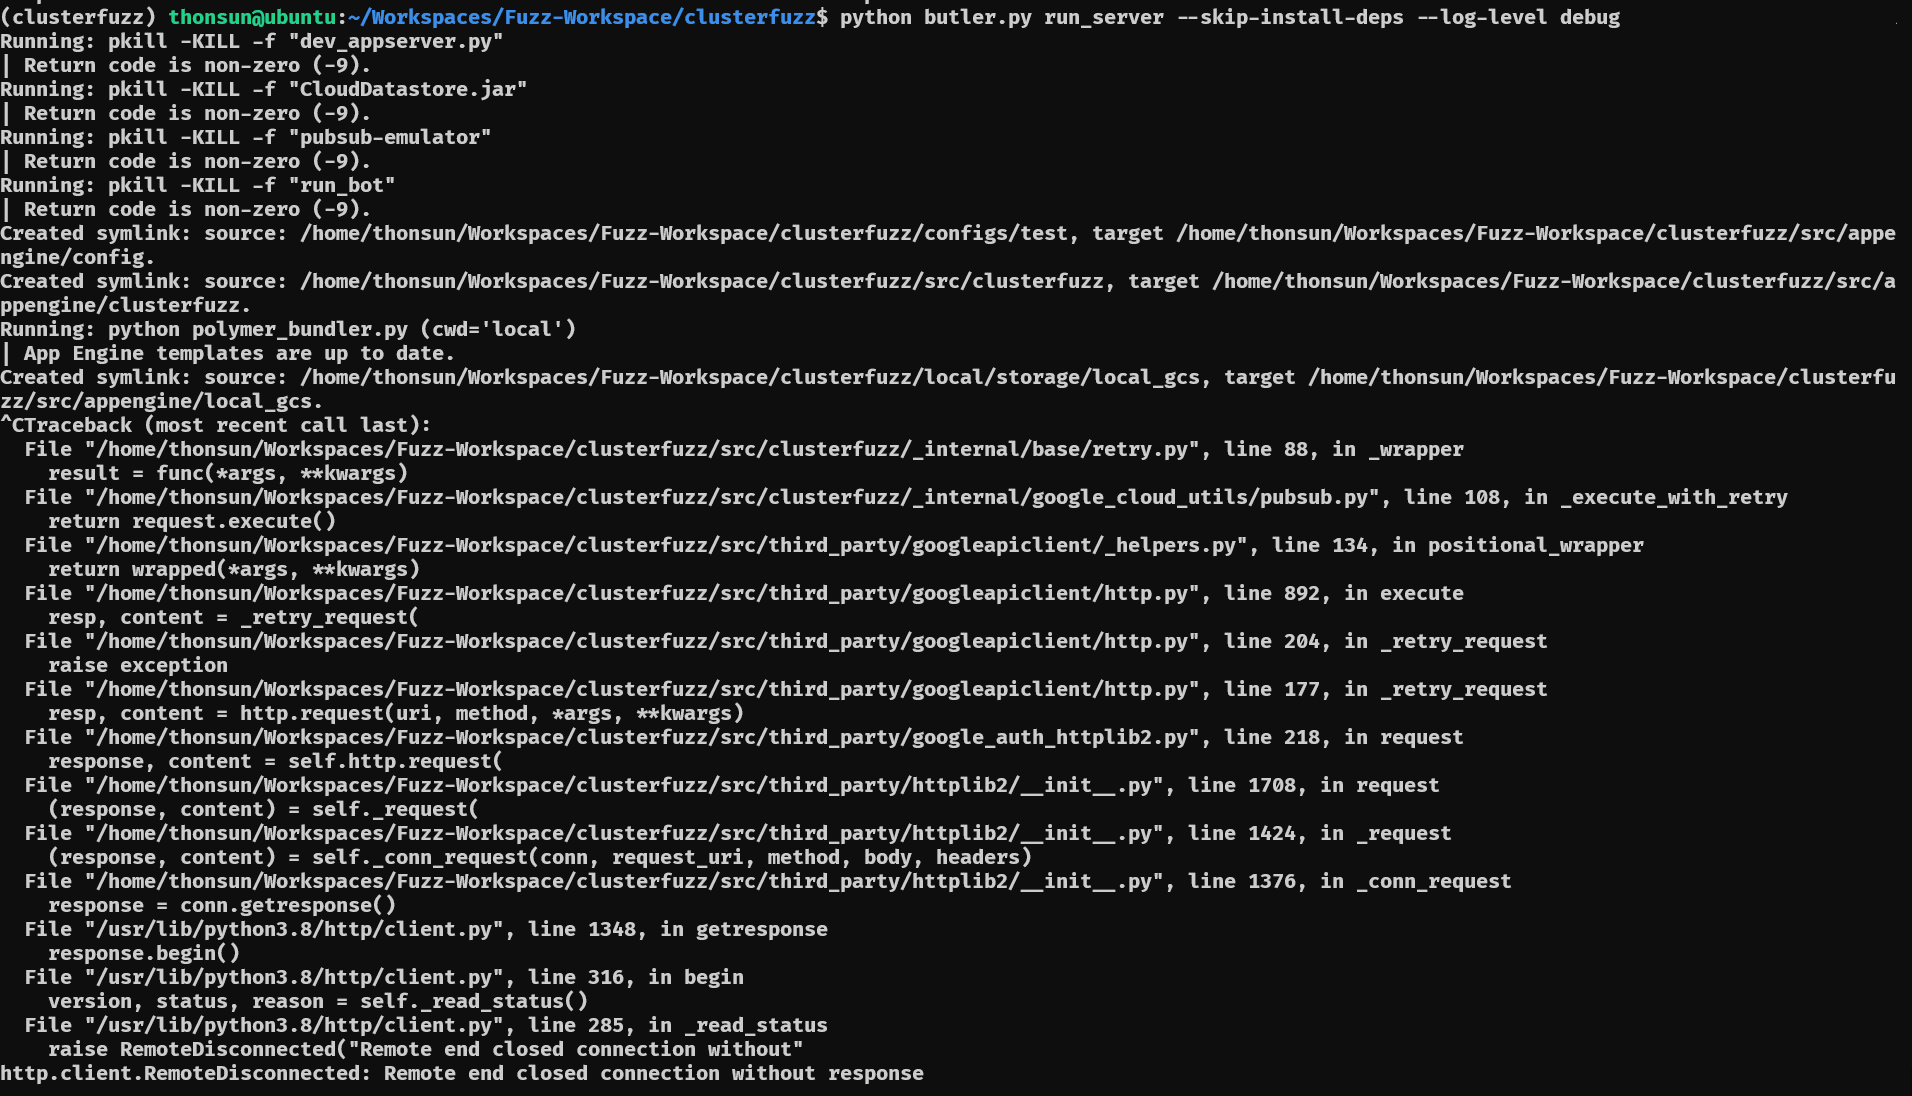 (clusterfuzz) thonsun@ubuntu:~/Workspaces/Fuzz-Workspace/clusterfuzz$ python butler.py run_server --skip-install-deps --log-level debug
Running: pkill -KILL -f "dev_appserver.py"
| Return code is non-zero (-9).
Running: pkill -KILL -f "CloudDatastore.jar"
| Return code is non-zero (-9).
Running: pkill -KILL -f "pubsub-emulator"
| Return code is non-zero (-9).
Running: pkill -KILL -f "run_bot"
| Return code is non-zero (-9).
Created symlink: source: /home/thonsun/Workspaces/Fuzz-Workspace/clusterfuzz/configs/test, target /home/thonsun/Workspaces/Fuzz-Workspace/clusterfuzz/src/appe
ngine/config.
Created symlink: source: /home/thonsun/Workspaces/Fuzz-Workspace/clusterfuzz/src/clusterfuzz, target /home/thonsun/Workspaces/Fuzz-Workspace/clusterfuzz/src/a
ppengine/clusterfuzz.
Running: python polymer_bundler.py (cwd='local')
| App Engine templates are up to date.
Created symlink: source: /home/thonsun/Workspaces/Fuzz-Workspace/clusterfuzz/local/storage/local_gcs, target /home/thonsun/Workspaces/Fuzz-Workspace/clusterfu
zz/src/appengine/local_gcs.
^CTraceback (most recent call last):
  File "/home/thonsun/Workspaces/Fuzz-Workspace/clusterfuzz/src/clusterfuzz/_internal/base/retry.py", line 88, in _wrapper
    result = func(*args, **kwargs)
  File "/home/thonsun/Workspaces/Fuzz-Workspace/clusterfuzz/src/clusterfuzz/_internal/google_cloud_utils/pubsub.py", line 108, in _execute_with_retry
    return request.execute()
  File "/home/thonsun/Workspaces/Fuzz-Workspace/clusterfuzz/src/third_party/googleapiclient/_helpers.py", line 134, in positional_wrapper
    return wrapped(*args, **kwargs)
  File "/home/thonsun/Workspaces/Fuzz-Workspace/clusterfuzz/src/third_party/googleapiclient/http.py", line 892, in execute
    resp, content = _retry_request(
  File "/home/thonsun/Workspaces/Fuzz-Workspace/clusterfuzz/src/third_party/googleapiclient/http.py", line 204, in _retry_request
    raise exception
  File "/home/thonsun/Workspaces/Fuzz-Workspace/clusterfuzz/src/third_party/googleapiclient/http.py", line 177, in _retry_request
    resp, content = http.request(uri, method, *args, **kwargs)
  File "/home/thonsun/Workspaces/Fuzz-Workspace/clusterfuzz/src/third_party/google_auth_httplib2.py", line 218, in request
    response, content = self.http.request(
  File "/home/thonsun/Workspaces/Fuzz-Workspace/clusterfuzz/src/third_party/httplib2/__init__.py", line 1708, in request
    (response, content) = self._request(
  File "/home/thonsun/Workspaces/Fuzz-Workspace/clusterfuzz/src/third_party/httplib2/__init__.py", line 1424, in _request
    (response, content) = self._conn_request(conn, request_uri, method, body, headers)
  File "/home/thonsun/Workspaces/Fuzz-Workspace/clusterfuzz/src/third_party/httplib2/__init__.py", line 1376, in _conn_request
    response = conn.getresponse()
  File "/usr/lib/python3.8/http/client.py", line 1348, in getresponse
    response.begin()
  File "/usr/lib/python3.8/http/client.py", line 316, in begin
    version, status, reason = self._read_status()
  File "/usr/lib/python3.8/http/client.py", line 285, in _read_status
    raise RemoteDisconnected("Remote end closed connection without"
http.client.RemoteDisconnected: Remote end closed connection without response